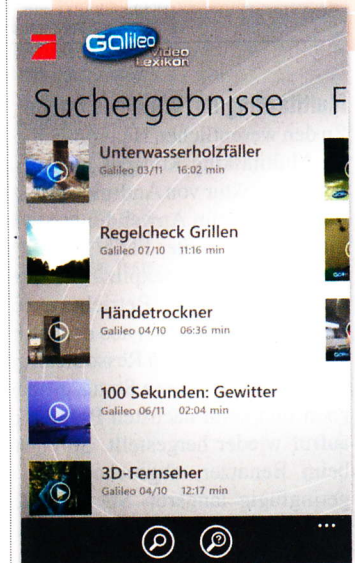 Galileo
Video
Lexikon
Suchergebnisse F
Unterwasserholzfäller
Galileo 03/11 16:02 min
Regelcheck Grillen
Galileo 07/10 11:16 min
Händetrockner
Galileo 04/10 06:36 min
100 Sekunden: Gewitter
Galileo 06/11 02:04 min
3D-Fernseher
Galileo 04/10 12:17 min